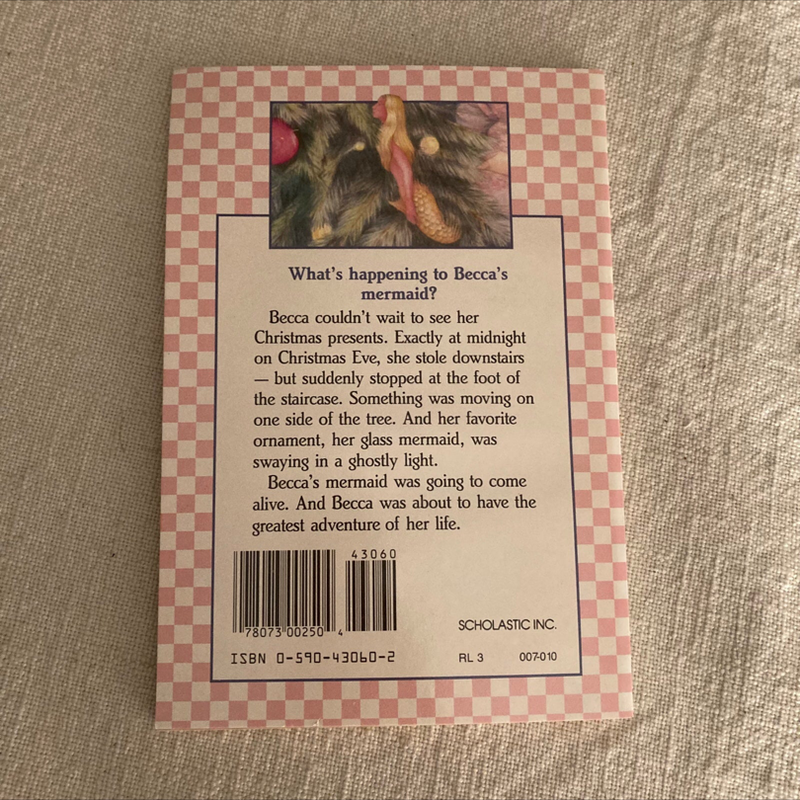 What's happening to Becca's
mermaid?
Becca couldn't wait to see her
Christmas presents. Exactly at midnight
on Christmas Eve, she stole downstairs
— but suddenly stopped at the foot of
the staircase. Something was moving on
one side of the tree. And her favorite
ornament, her glass mermaid, was
swaying in a ghostly light.
Becca's mermaid was going to come
alive. And Becca was about to have the
greatest adventure of her life.
43060
78073 00250 4
SCHOLASTIC INC.
ISBN 0-590-43060-2 RL 3 007-010